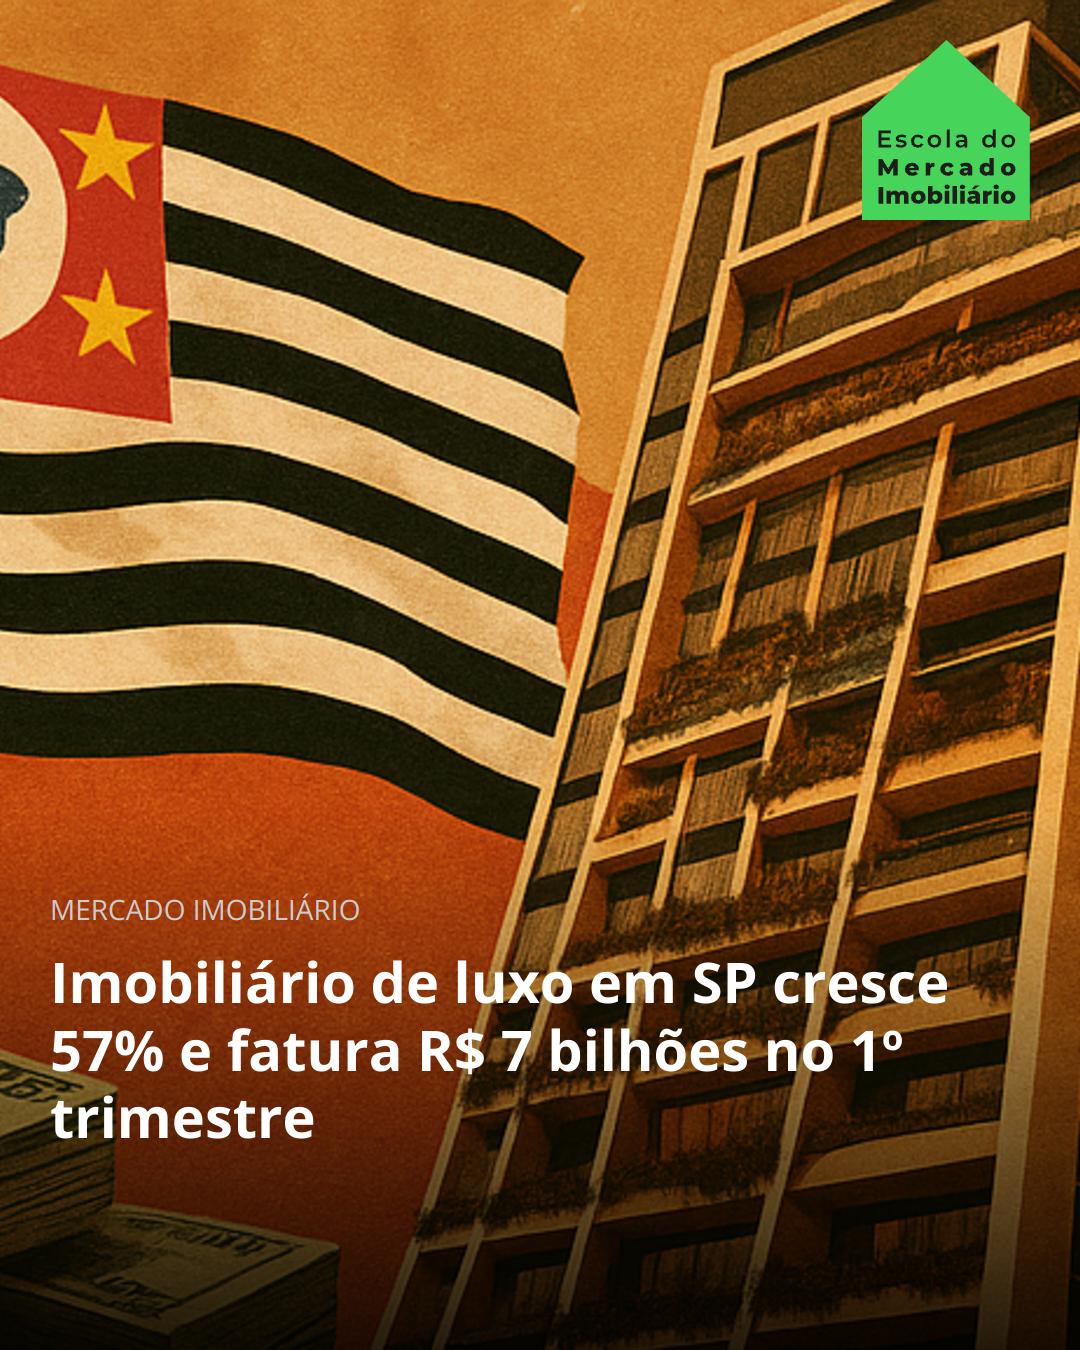 Escola do
Mercado
Imobiliário
MERCADO IMOBILIÁRIO
Imobiliário de luxo em SP cresce
57% e fatura R$ 7 bilhões no 1º
trimestre